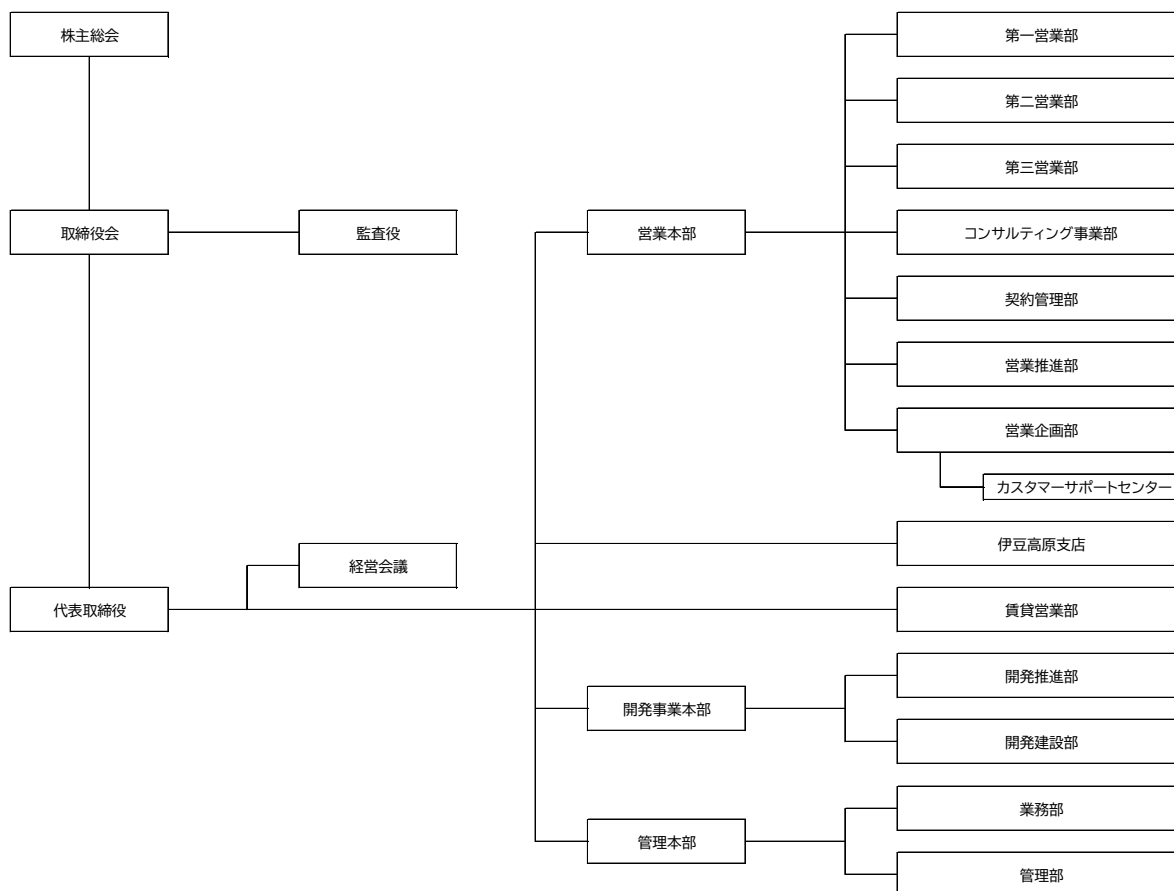 株主総会
取締役会
監査役
代表取締役
経営会議
営業本部
第一営業部
第二営業部
第三営業部
コンサルティング事業部
契約管理部
営業推進部
営業企画部
カスタマーサポートセンター
伊豆高原支店
賃貸営業部
開発事業本部
開発推進部
開発建設部
管理本部
業務部
管理部